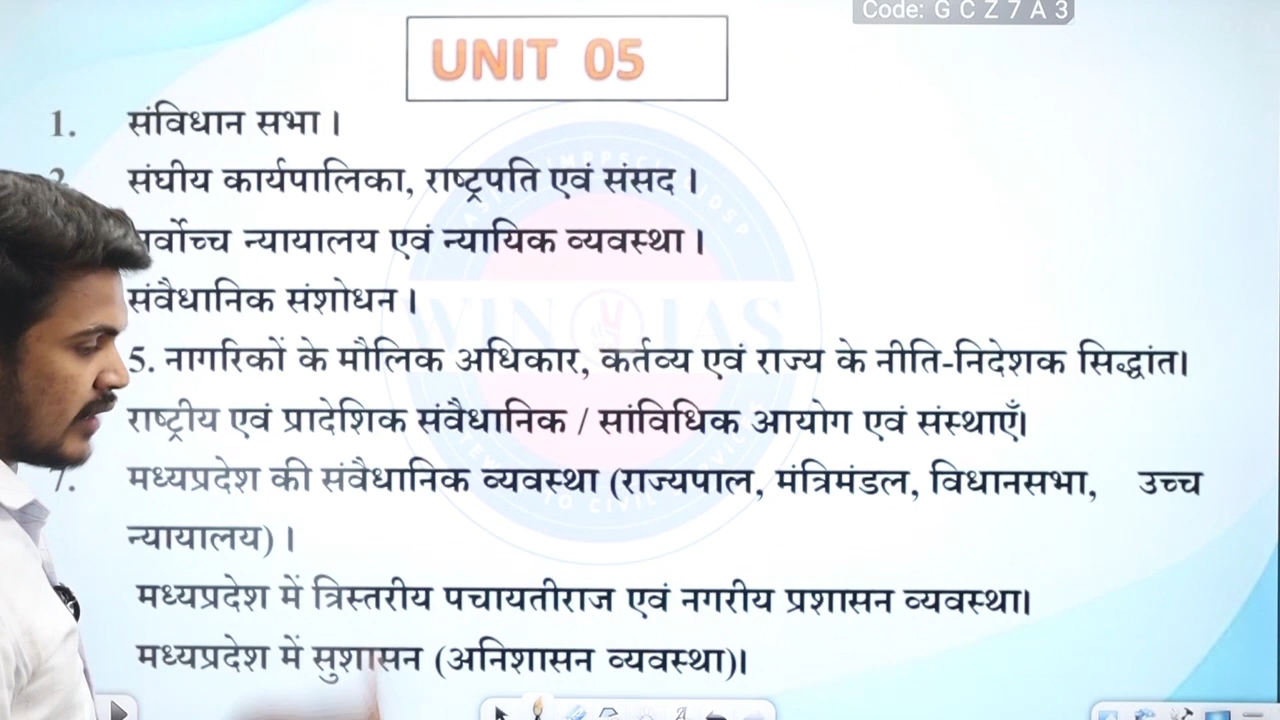 Code: G C Z 7 A 3
UNIT 05
1. संविधान सभा ।
संघीय कार्यपालिका, राष्ट्रपति एवं संसद ।
न्यायालय एवं न्यायिक व्यवस्था ।
संवैधानिक संशोधन ।
5. नागरिकों के मौलिक अधिकार, कर्तव्य एवं राज्य के नीति-निदेशक सिद्धांत।
राष्ट्रीय एवं प्रादेशिक संवैधानिक / सांविधिक आयोग एवं संस्थाएँ।
7. मध्यप्रदेश की संवैधानिक व्यवस्था (राज्यपाल, मंत्रिमंडल, विधानसभा, उच्च
न्यायालय) ।
मध्यप्रदेश में त्रिस्तरीय पचायतीराज एवं नगरीय प्रशासन व्यवस्था।
मध्यप्रदेश में सुशासन (अनिशासन व्यवस्था)।
WIN IAS